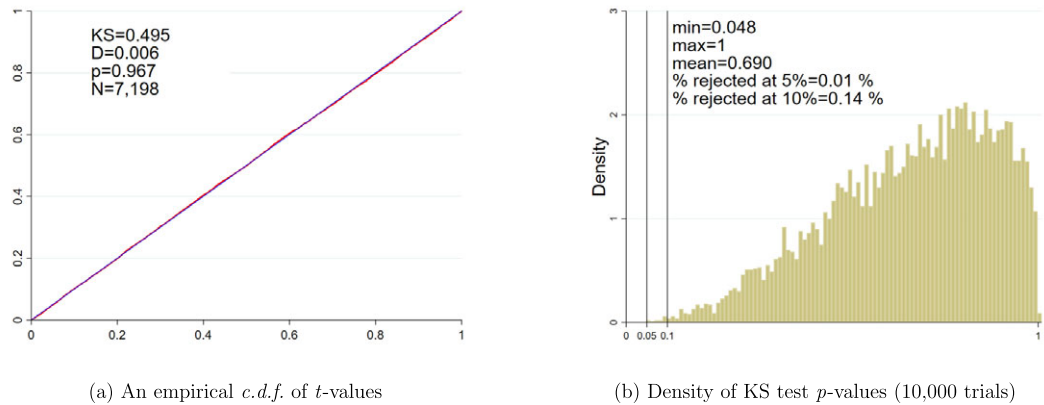 KS=0.495
D=0.006
p=0.967
N=7,198
1
0.8
0.6
0.4
0.2
0
0 0.2 0.4 0.6 0.8 1
(a) An empirical c.d.f. of t-values
min=0.048
max=1
mean=0.690
% rejected at 5%=0.01 %
% rejected at 10%=0.14 %
Density
3
2
1
0
0 0.05 0.1 1
(b) Density of KS test p-values (10,000 trials)